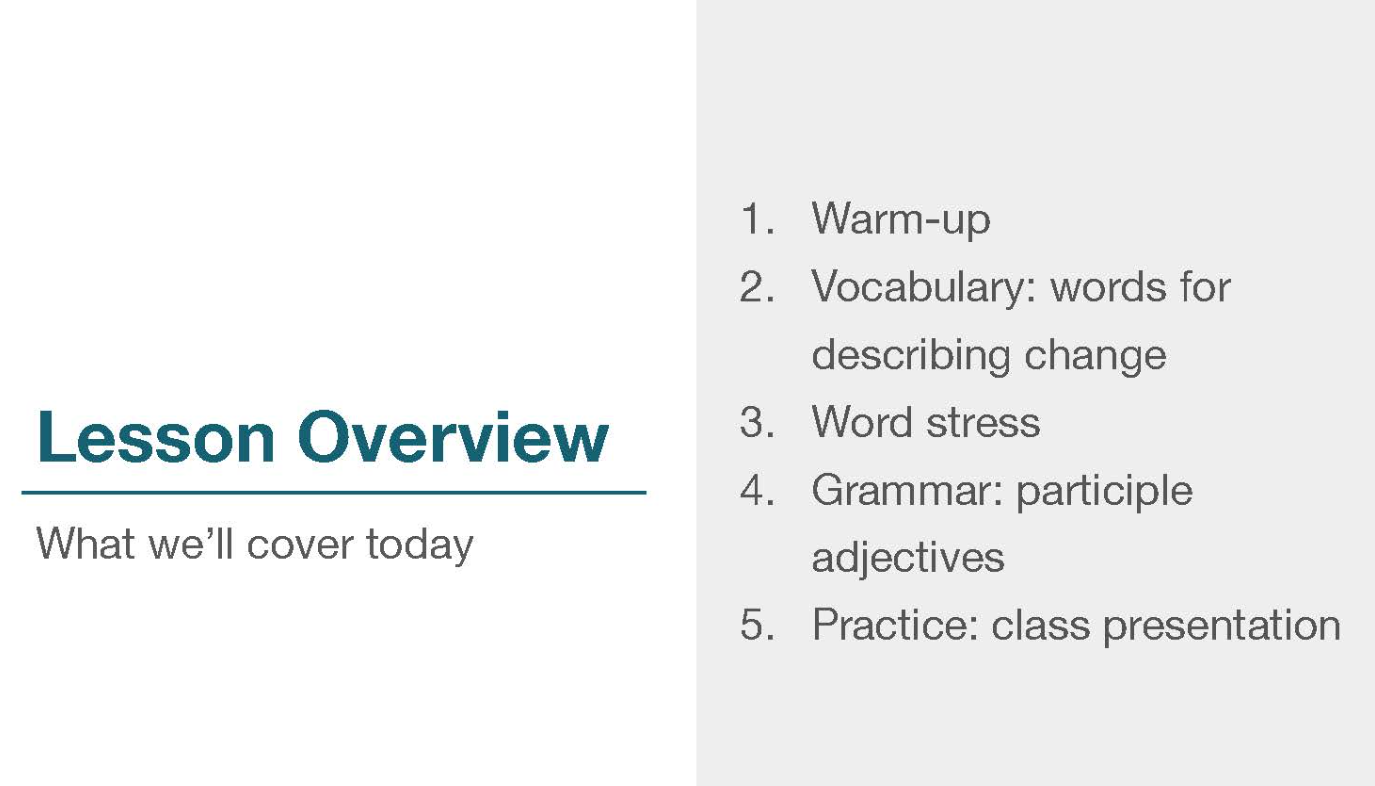 Lesson Overview
What we’ll cover today
1. Warm-up
2. Vocabulary: words for
describing change
3. Word stress
4. Grammar: participle
adjectives
5. Practice: class presentation